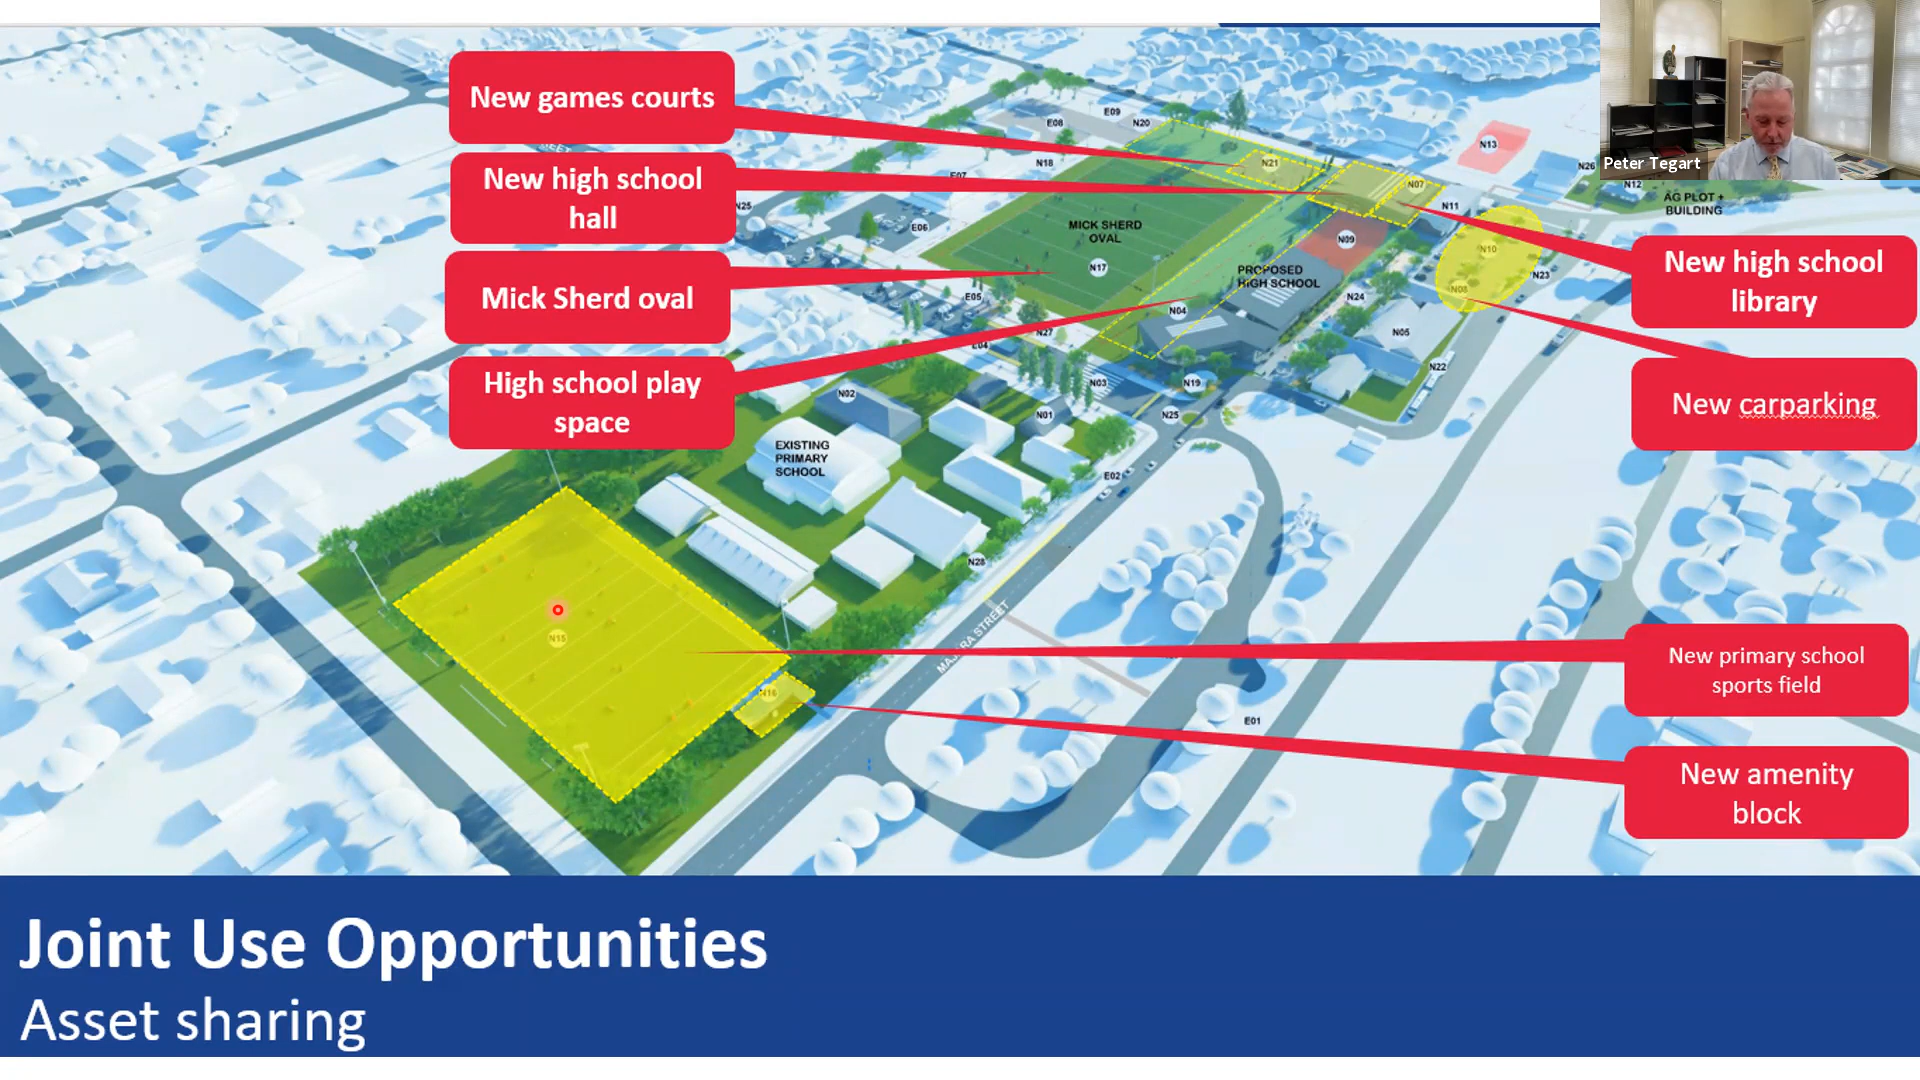 New games courts
New high school
hall
Mick Sherd oval
High school play
space
Peter Tegart
New high school
library
New carparking
New primary school
sports field
New amenity
block
E08
E09
N20
N18
E07
N21
N13
N26
N12
N07
N11
AG PLOT +
BUILDING
N25
E06
MICK SHERD
OVAL
N17
N09
N10
N23
N08
PROPOSED
HIGH SCHOOL
N24
E05
N04
N27
N05
E04
N22
N03
N19
N02
N01
N25
EXISTING
PRIMARY
SCHOOL
E02
N28
N15
N16
E01
Joint Use Opportunities
Asset sharing